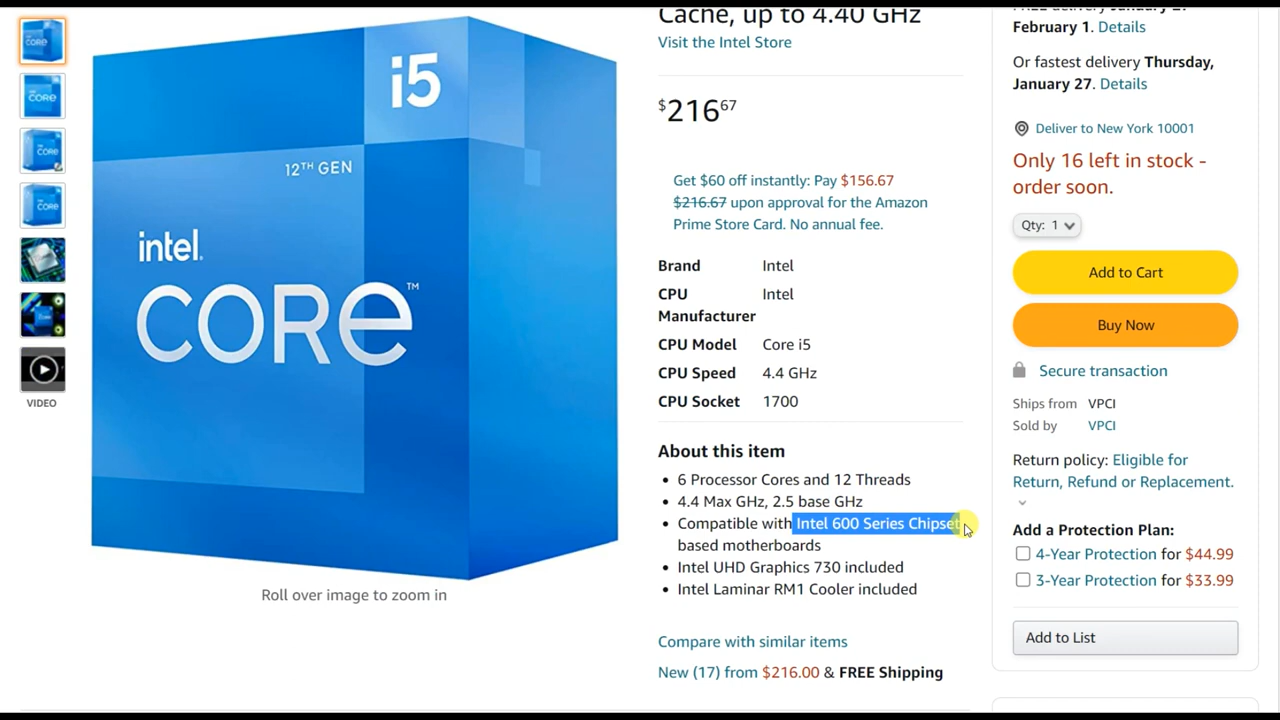 Cache, up to 4.40 GHz
Visit the Intel Store
$216 67
Get $60 off instantly: Pay $156.67
$216.67 upon approval for the Amazon
Prime Store Card. No annual fee.
Brand Intel
CPU Manufacturer Intel
CPU Model Core i5
CPU Speed 4.4 GHz
CPU Socket 1700
About this item
• 6 Processor Cores and 12 Threads
• 4.4 Max GHz, 2.5 base GHz
• Compatible with Intel 600 Series Chipset
based motherboards
• Intel UHD Graphics 730 included
• Intel Laminar RM1 Cooler included
Compare with similar items
New (17) from $216.00 & FREE Shipping
i5
12TH GEN
intel.
CORE™
VIDEO
Roll over image to zoom in
February 1. Details
Or fastest delivery Thursday,
January 27. Details
Deliver to New York 10001
Only 16 left in stock -
order soon.
Qty: 1
Add to Cart
Buy Now
Secure transaction
Ships from VPCI
Sold by VPCI
Return policy: Eligible for
Return, Refund or Replacement.
Add a Protection Plan:
4-Year Protection for $44.99
3-Year Protection for $33.99
Add to List